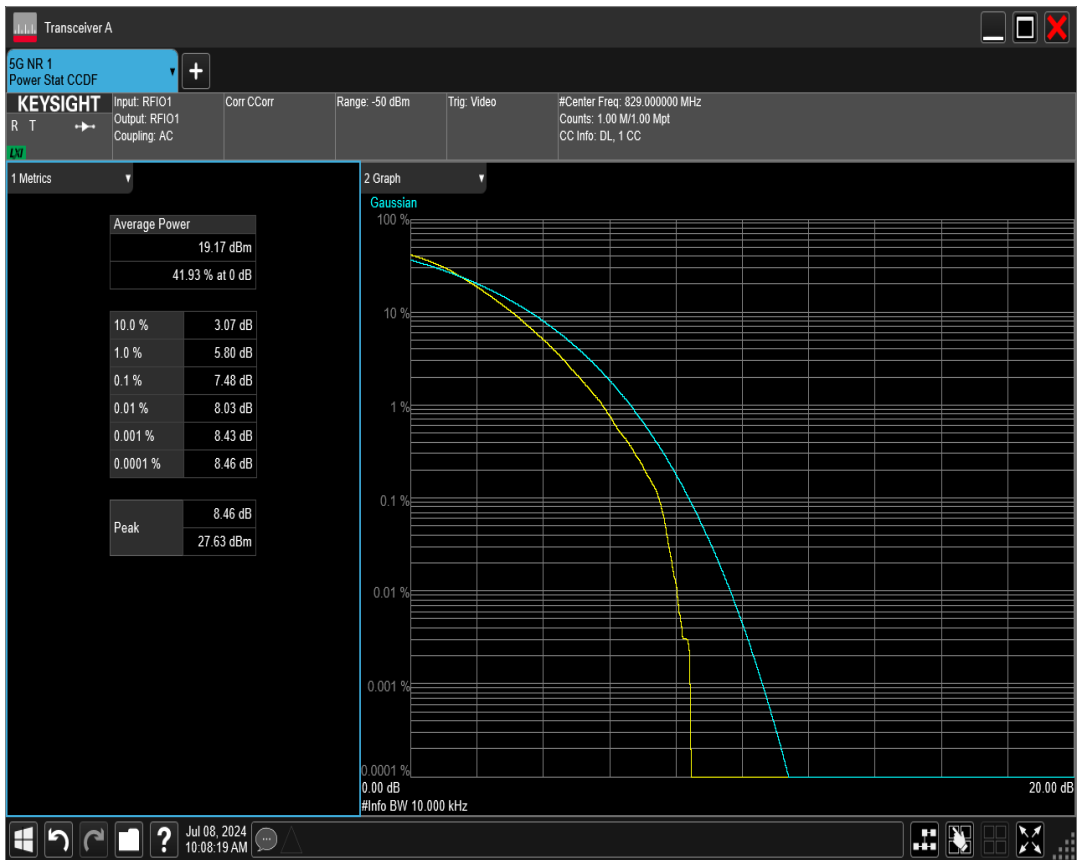 Transceiver A
5G NR 1
Power Stat CCDF
+
KEYSIGHT
R T
LXI
Input: RFIO1
Output: RFIO1
Coupling: AC
Corr CCorr
Range: -50 dBm
Trig: Video
#Center Freq: 829.000000 MHz
Counts: 1.00 M/1.00 Mpt
CC Info: DL, 1 CC
1 Metrics
Average Power
19.17 dBm
41.93 % at 0 dB
10.0 % 3.07 dB
1.0 % 5.80 dB
0.1 % 7.48 dB
0.01 % 8.03 dB
0.001 % 8.43 dB
0.0001 % 8.46 dB
Peak
8.46 dB
27.63 dBm
2 Graph
Gaussian
100 %
10 %
1 %
0.1 %
0.01 %
0.001 %
0.0001 %
0.00 dB 20.00 dB
#Info BW 10.000 kHz
?
Jul 08, 2024
10:08:19 AM